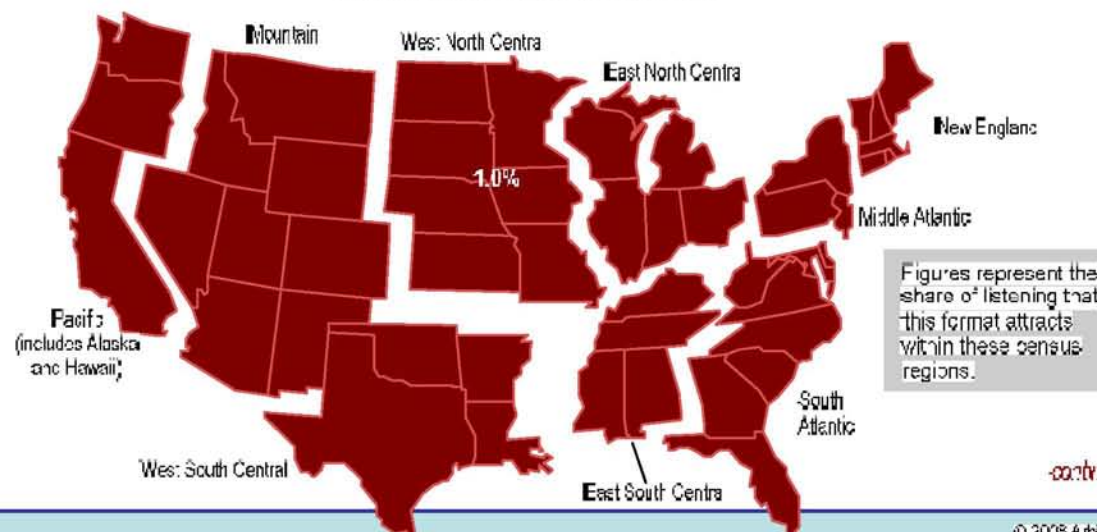 Mountain
West North Centra
East North Centra
New England
1.0%
Middle Atlantic
Figures represent the
share of listening that
this format attracts
within these census
regions.
Pacific
(includes Alaska
and Hawaii)
South
Atlantic
West South Central
East South Centra
© 2008